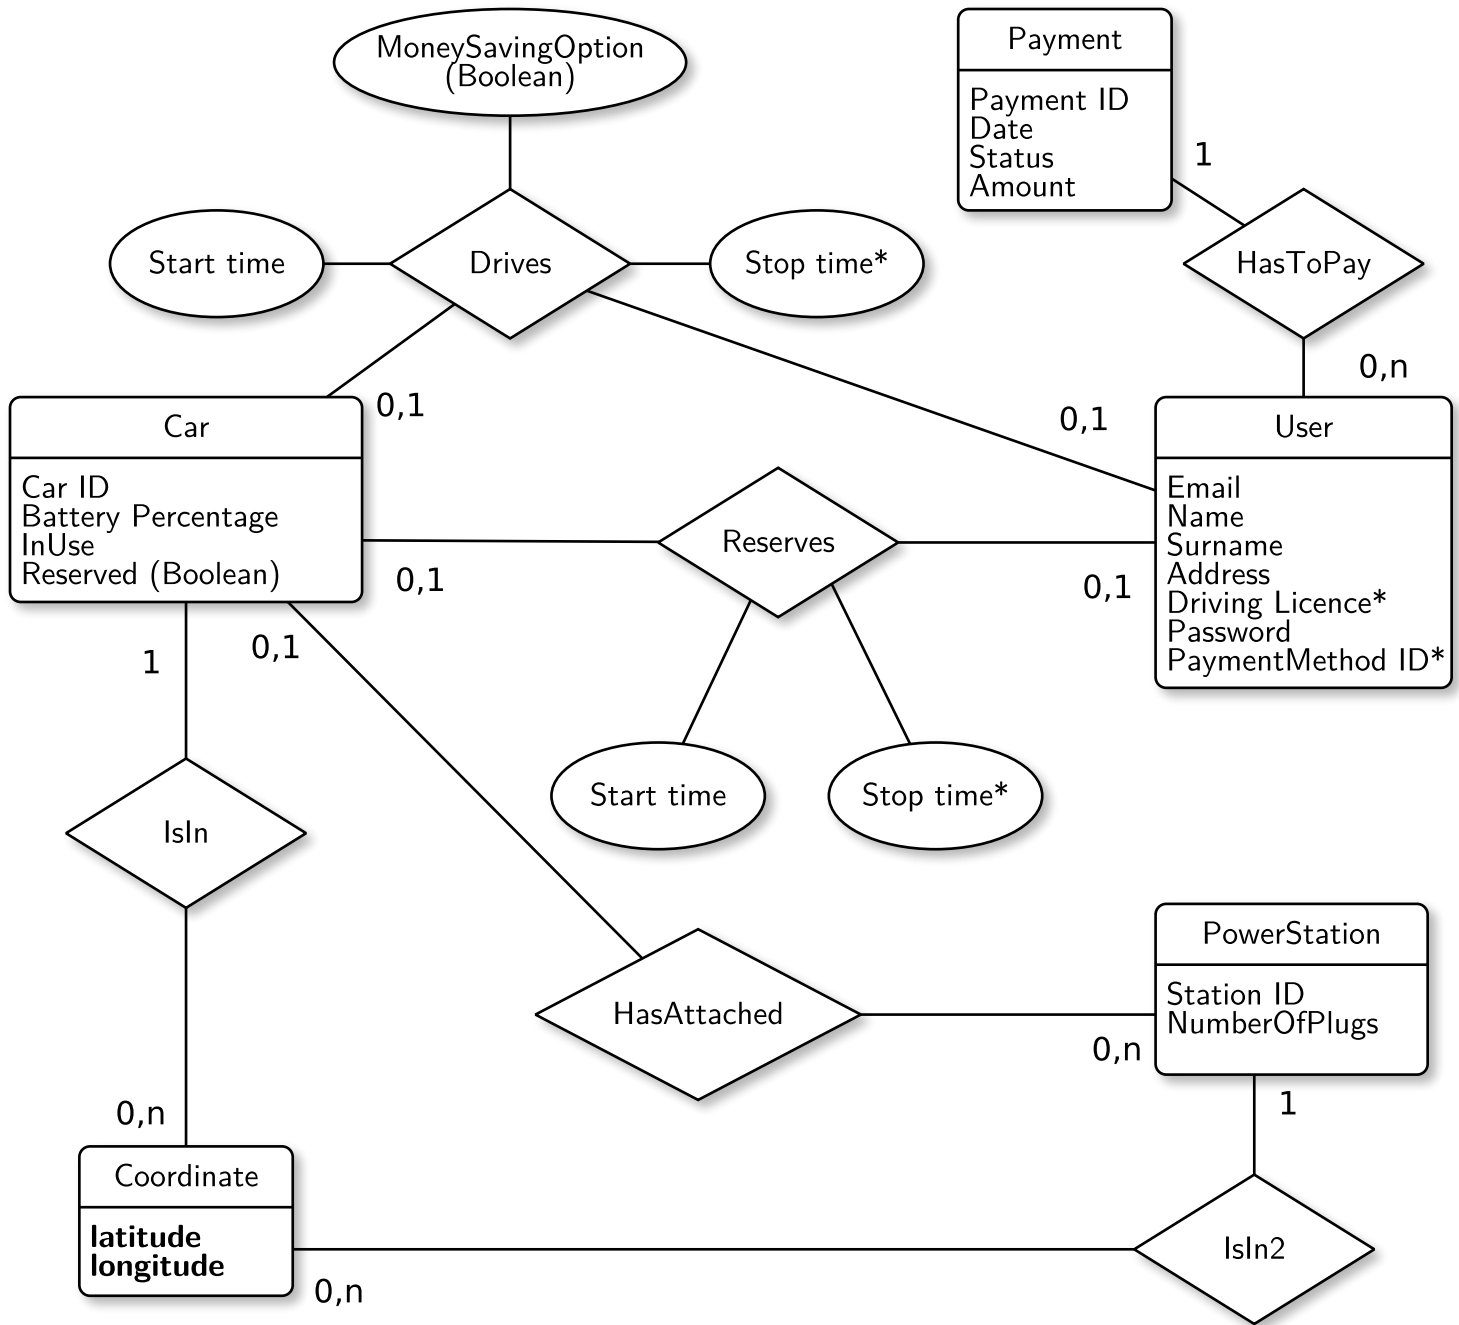 MoneySavingOption
(Boolean)
Payment
Payment ID
Date
Status
Amount
1
Start time
Drives
Stop time*
HasToPay
0,n
0,1
0,1
Car
Car ID
Battery Percentage
InUse
Reserved (Boolean)
Reserves
User
Email
Name
Surname
Address
Driving Licence*
Password
PaymentMethod ID*
0,1
0,1
1
0,1
Start time
Stop time*
IsIn
HasAttached
PowerStation
Station ID
NumberOfPlugs
0,n
0,n
1
Coordinate
latitude
longitude
IsIn2
0,n